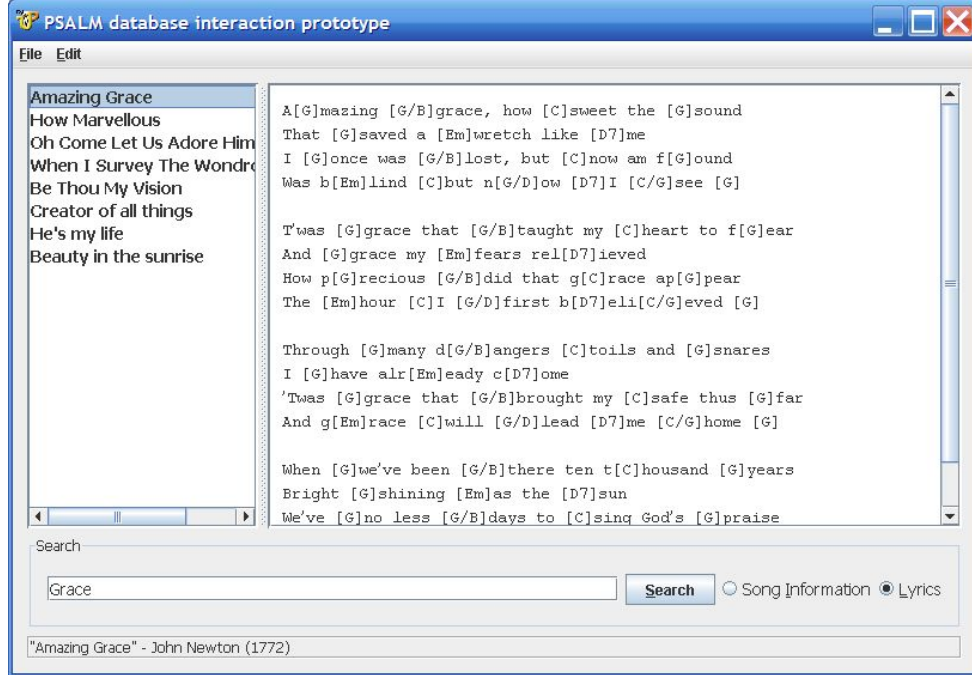 PSALM database interaction prototype
File Edit
Amazing Grace
How Marvellous
Oh Come Let Us Adore Him
When I Survey The Wondr
Be Thou My Vision
Creator of all things
He's my life
Beauty in the sunrise
A[G]mazing [G/B]grace, how [C]sweet the [G]sound
That [G]saved a [Em]wretch like [D7]me
I [G]once was [G/B]lost, but [C]now am f[G]ound
Was b[Em]lind [C]but n[G/D]ow [D7]I [C/G]see [G]
T'was [G]grace that [G/B]taught my [C]heart to f[G]ear
And [G]grace my [Em]fears rel[D7]ieved
How p[G]recious [G/B]did that g[C]race ap[G]pear
The [Em]hour [C]I [G/D]first b[D7]eli[C/G]eved [G]
Through [G]many d[G/B]angers [C]toils and [G]snares
I [G]have alr[Em]eady c[D7]ome
'Twas [G]grace that [G/B]brought my [C]safe thus [G]far
And g[Em]race [C]will [G/D]lead [D7]me [C/G]home [G]
When [G]we've been [G/B]there ten t[C]housand [G]years
Bright [G]shining [Em]as the [D7]sun
We've [G]no less [G/B]days to [C]sing God's [G]praise
Search
Grace
Search Song Information Lyrics
"Amazing Grace" - John Newton (1772)